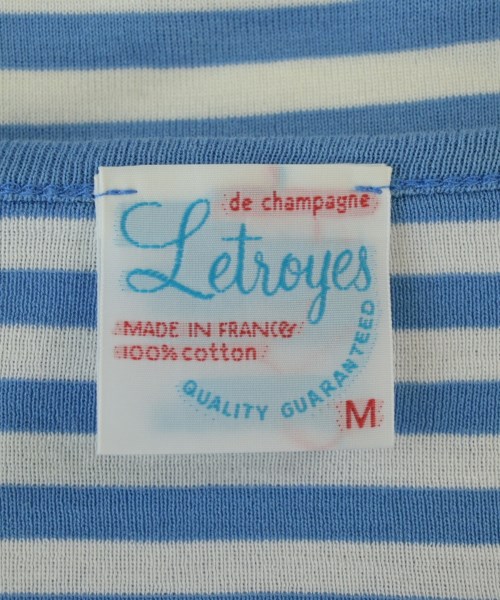 de champagne
Letroyes
MADE IN FRANCE
100% cotton
QUALITY GUARANTEED
M